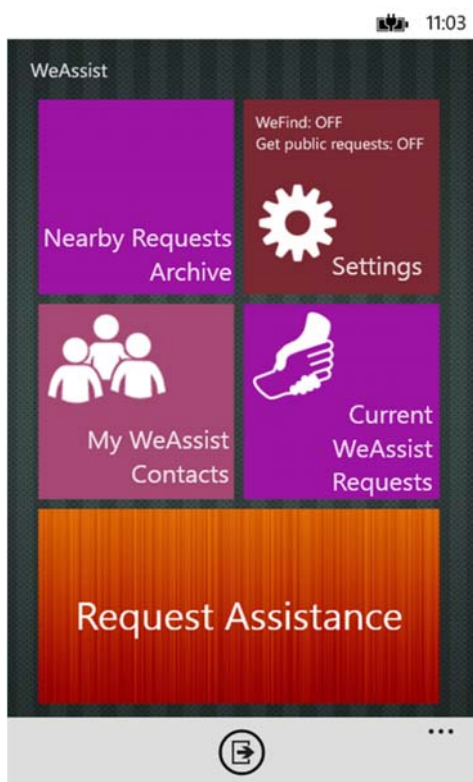 11:03
WeAssist
Nearby Requests
Archive
WeFind: OFF
Get public requests: OFF
Settings
My WeAssist
Contacts
Current
WeAssist
Requests
Request Assistance